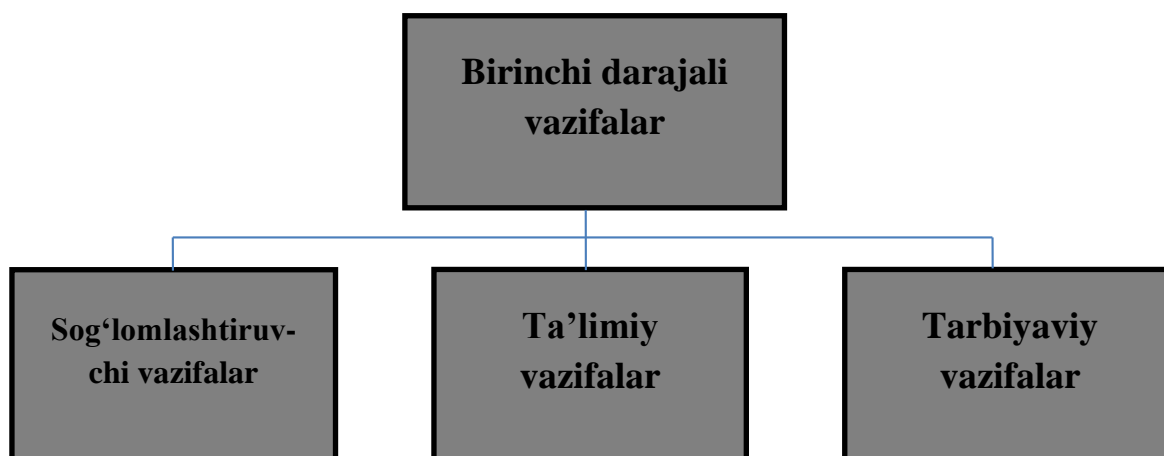 Birinchi darajali
vazifalar
Sog‘lomlashtiruv-
chi vazifalar
Ta’limiy
vazifalar
Tarbiyaviy
vazifalar